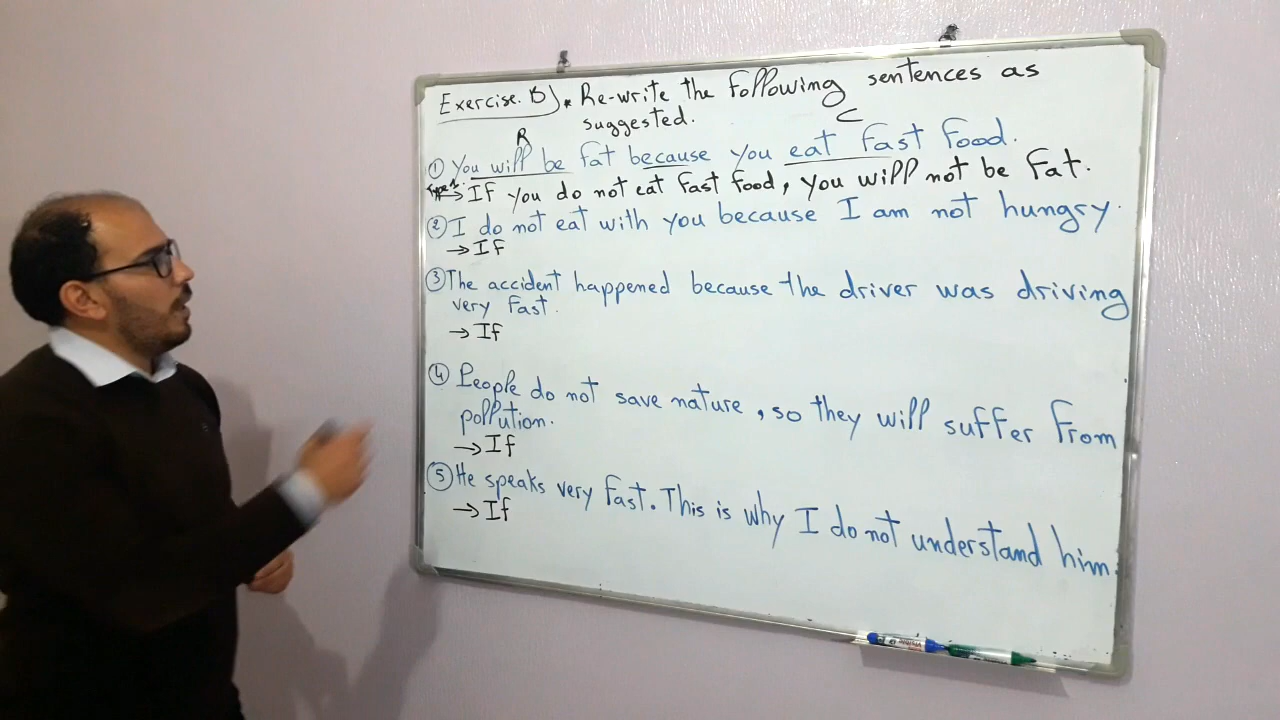 Exercise. B) * Re-write the following sentences as
suggested.
R C
① You will be fat because you eat fast food.
Type 1 → If you do not eat fast food, you will not be fat.
② I do not eat with you because I am not hungry.
→ If
③ The accident happened because the driver was driving
very fast.
→ If
④ People do not save nature, so they will suffer from
pollution.
→ If
⑤ He speaks very fast. This is why I do not understand him.
→ If